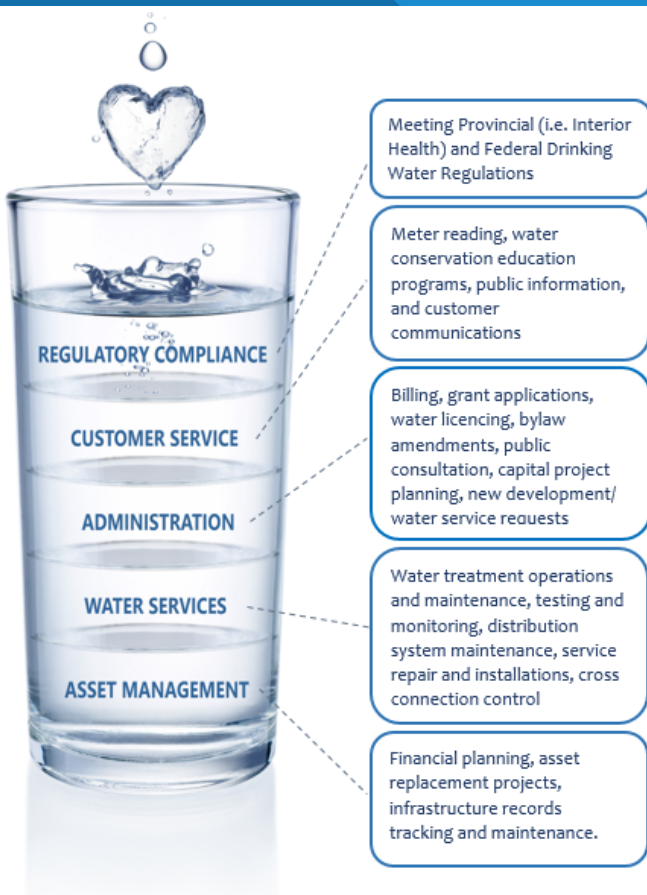 Meeting Provincial (i.e. Interior
Health) and Federal Drinking
Water Regulations
Meter reading, water
conservation education
programs, public information,
and customer
communications
REGULATORY COMPLIANCE
CUSTOMER SERVICE
Billing, grant applications,
water licencing, bylaw
amendments, public
consultation, capital project
planning, new development/
water service requests
ADMINISTRATION
WATER SERVICES
Water treatment operations
and maintenance, testing and
monitoring, distribution
system maintenance, service
repair and installations, cross
connection control
ASSET MANAGEMENT
Financial planning, asset
replacement projects,
infrastructure records
tracking and maintenance.